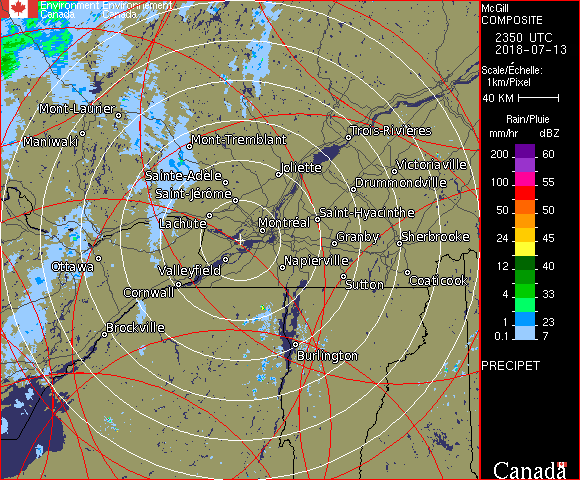 Environment Environnement
Canada Canada
McGill
COMPOSITE
2350 UTC
2018-07-13
Scale/Échelle:
1km/Pixel
40 KM
Rain/Pluie
mm/hr dBZ
200 60
100 55
50 50
24 45
12 40
4 33
1 23
0.1 7
PRECIPET
Canada
Mont-Laurier
Maniwaki
Mont-Tremblant
Trois-Rivières
Sainte-Adèle
Joliette
Victoriaville
Saint-Jérôme
Drummondville
Lachute
Montréal
Saint-Hyacinthe
Granby
Sherbrooke
Ottawa
Valleyfield
Napierville
Cornwall
Sutton
Coaticook
Brockville
Burlington